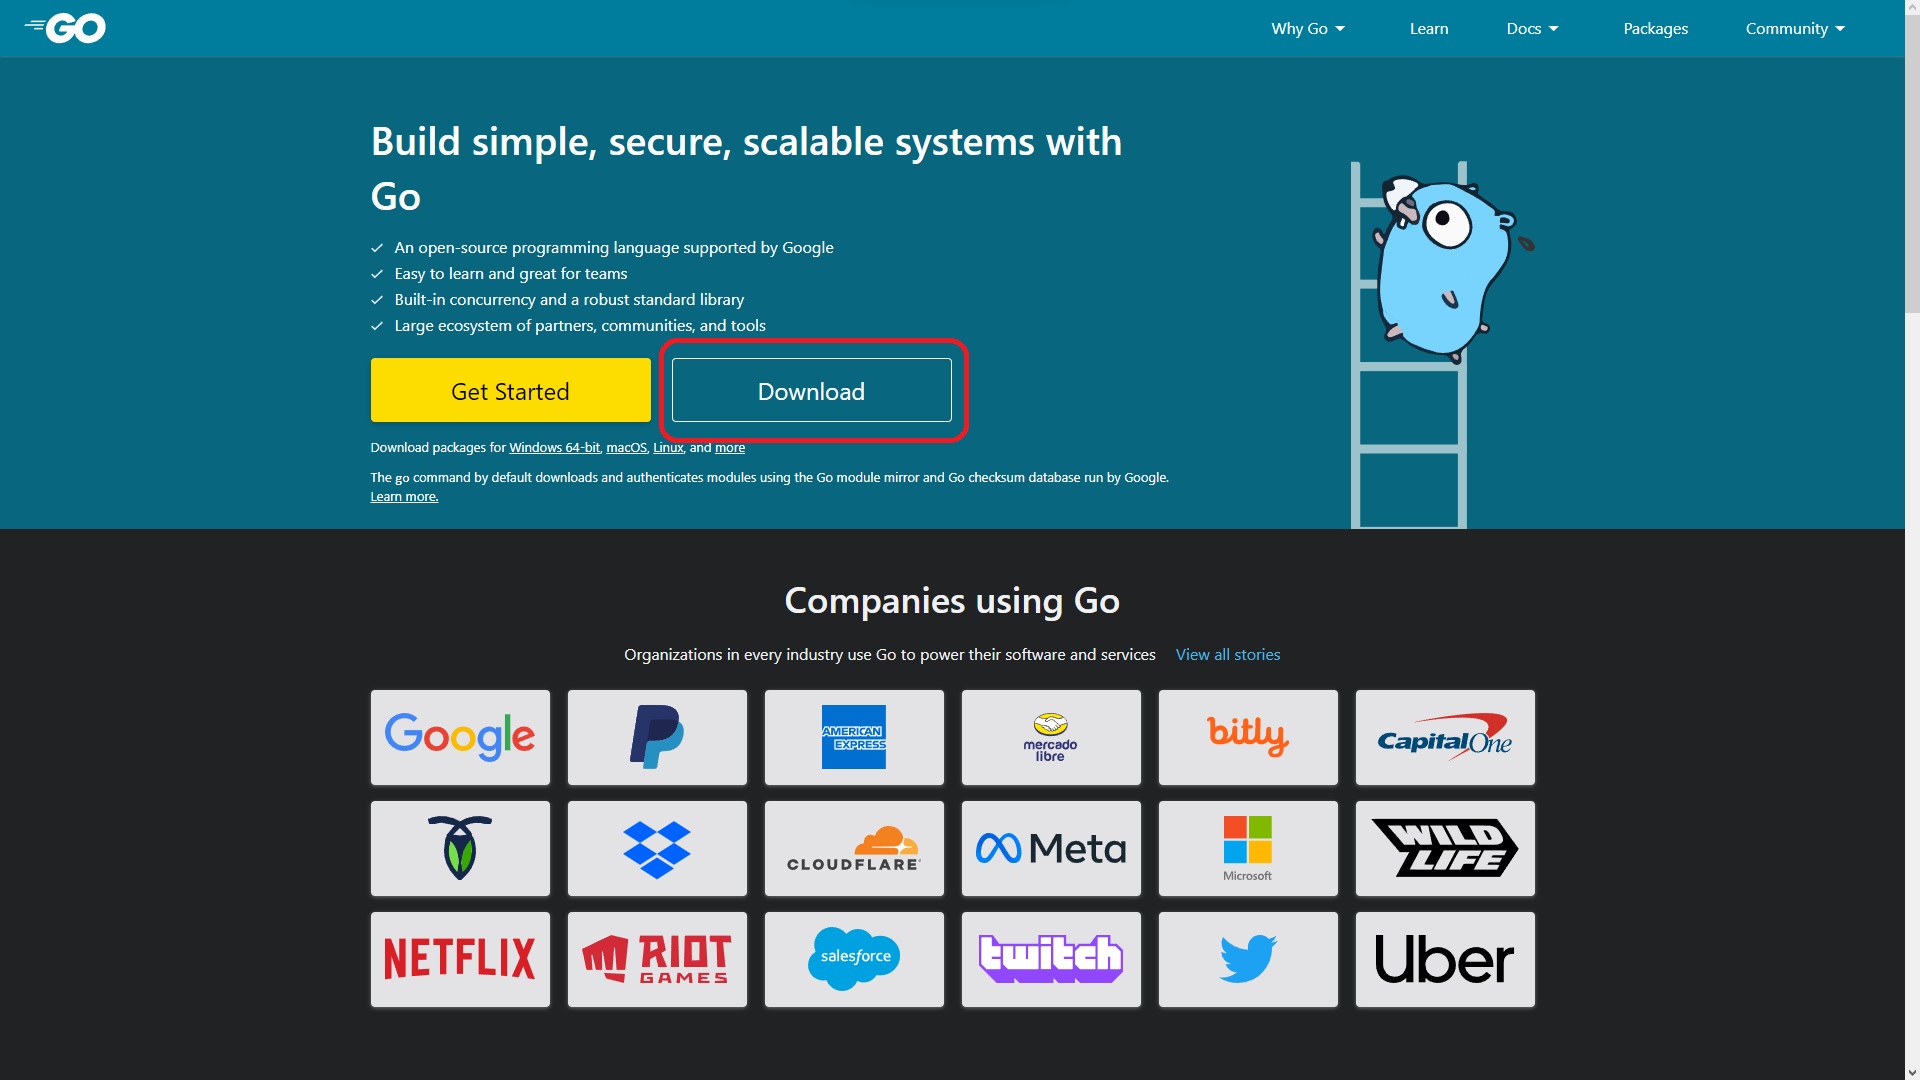 GO
Why Go
Learn
Docs
Packages
Community
Build simple, secure, scalable systems with
Go
An open-source programming language supported by Google
Easy to learn and great for teams
Built-in concurrency and a robust standard library
Large ecosystem of partners, communities, and tools
Get Started
Download
Download packages for Windows 64-bit, macOS, Linux, and more
The go command by default downloads and authenticates modules using the Go module mirror and Go checksum database run by Google.
Learn more.
Companies using Go
Organizations in every industry use Go to power their software and services View all stories
Google
AMERICAN
EXPRESS
mercado
libre
bitly
CapitalOne
CLOUDFLARE
Meta
Microsoft
WILD
LIFE
NETFLIX
RIOT
GAMES
salesforce
twitch
Uber